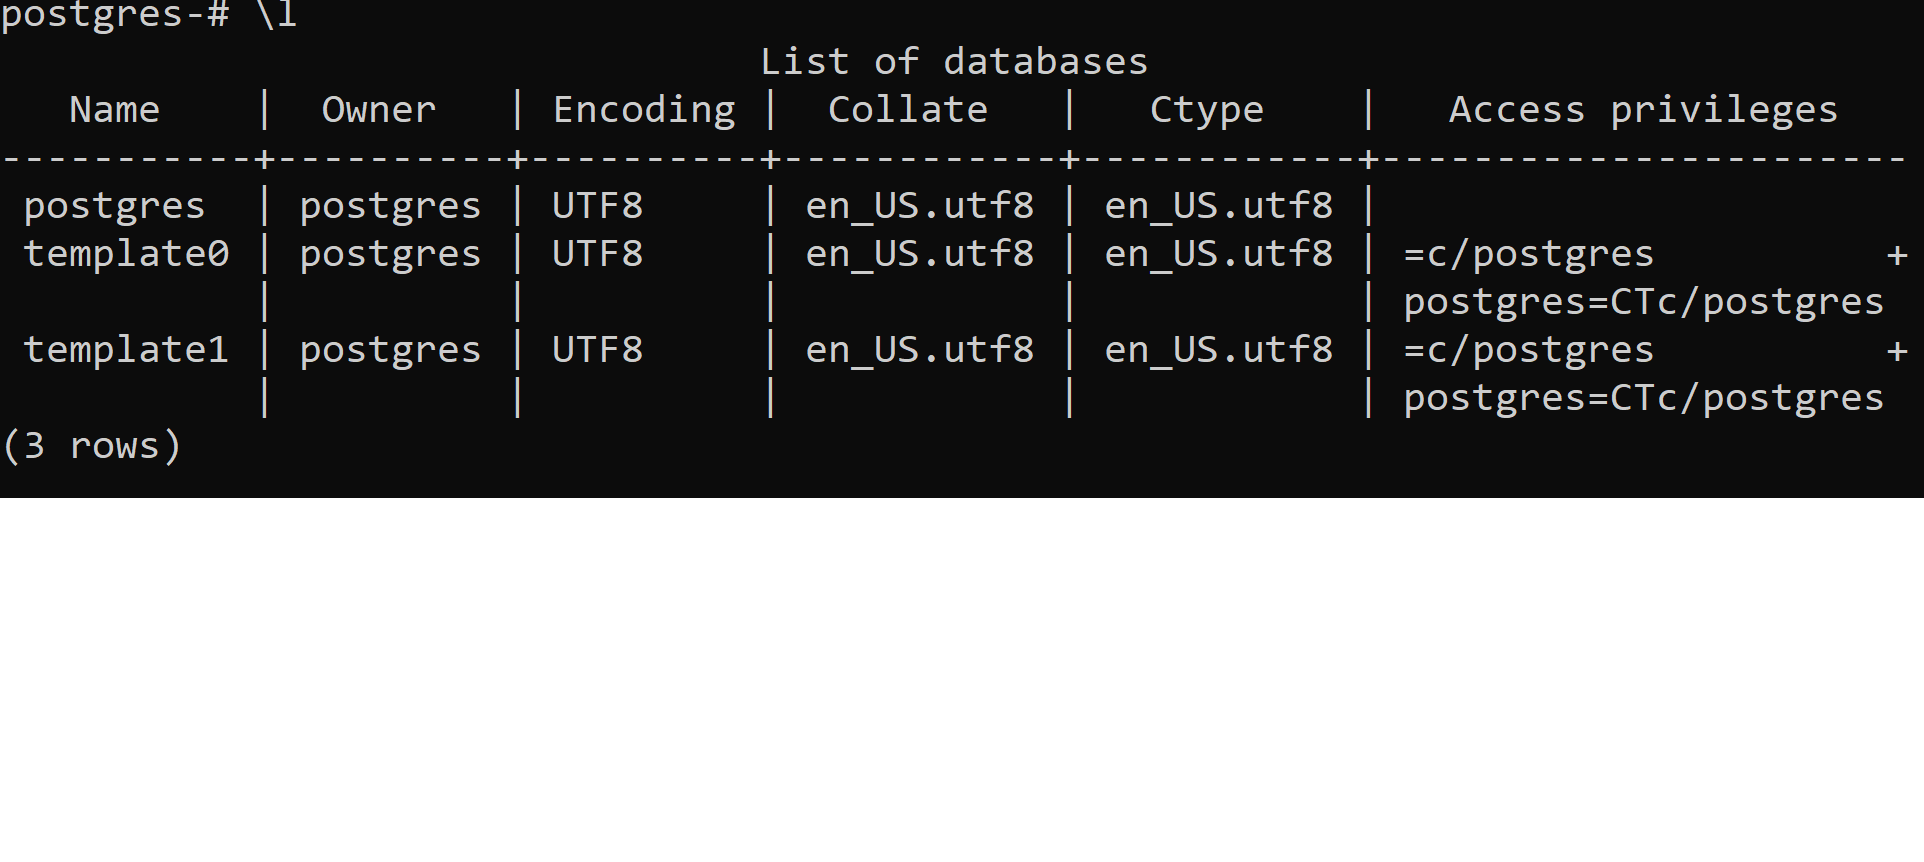 postgres-# \l
                                 List of databases
   Name    |  Owner   | Encoding |  Collate   |   Ctype    |   Access privileges
-----------+----------+----------+------------+------------+-----------------------
 postgres  | postgres | UTF8     | en_US.utf8 | en_US.utf8 |
 template0 | postgres | UTF8     | en_US.utf8 | en_US.utf8 | =c/postgres          +
           |          |          |            |            | postgres=CTc/postgres
 template1 | postgres | UTF8     | en_US.utf8 | en_US.utf8 | =c/postgres          +
           |          |          |            |            | postgres=CTc/postgres
(3 rows)